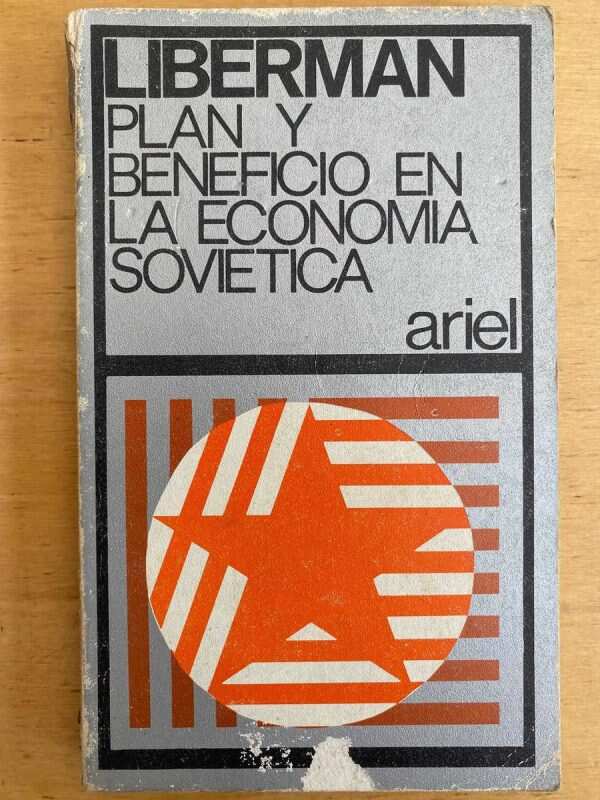 LIBERMAN
PLAN Y
BENEFICIO EN
LA ECONOMIA
SOVIETICA
ariel